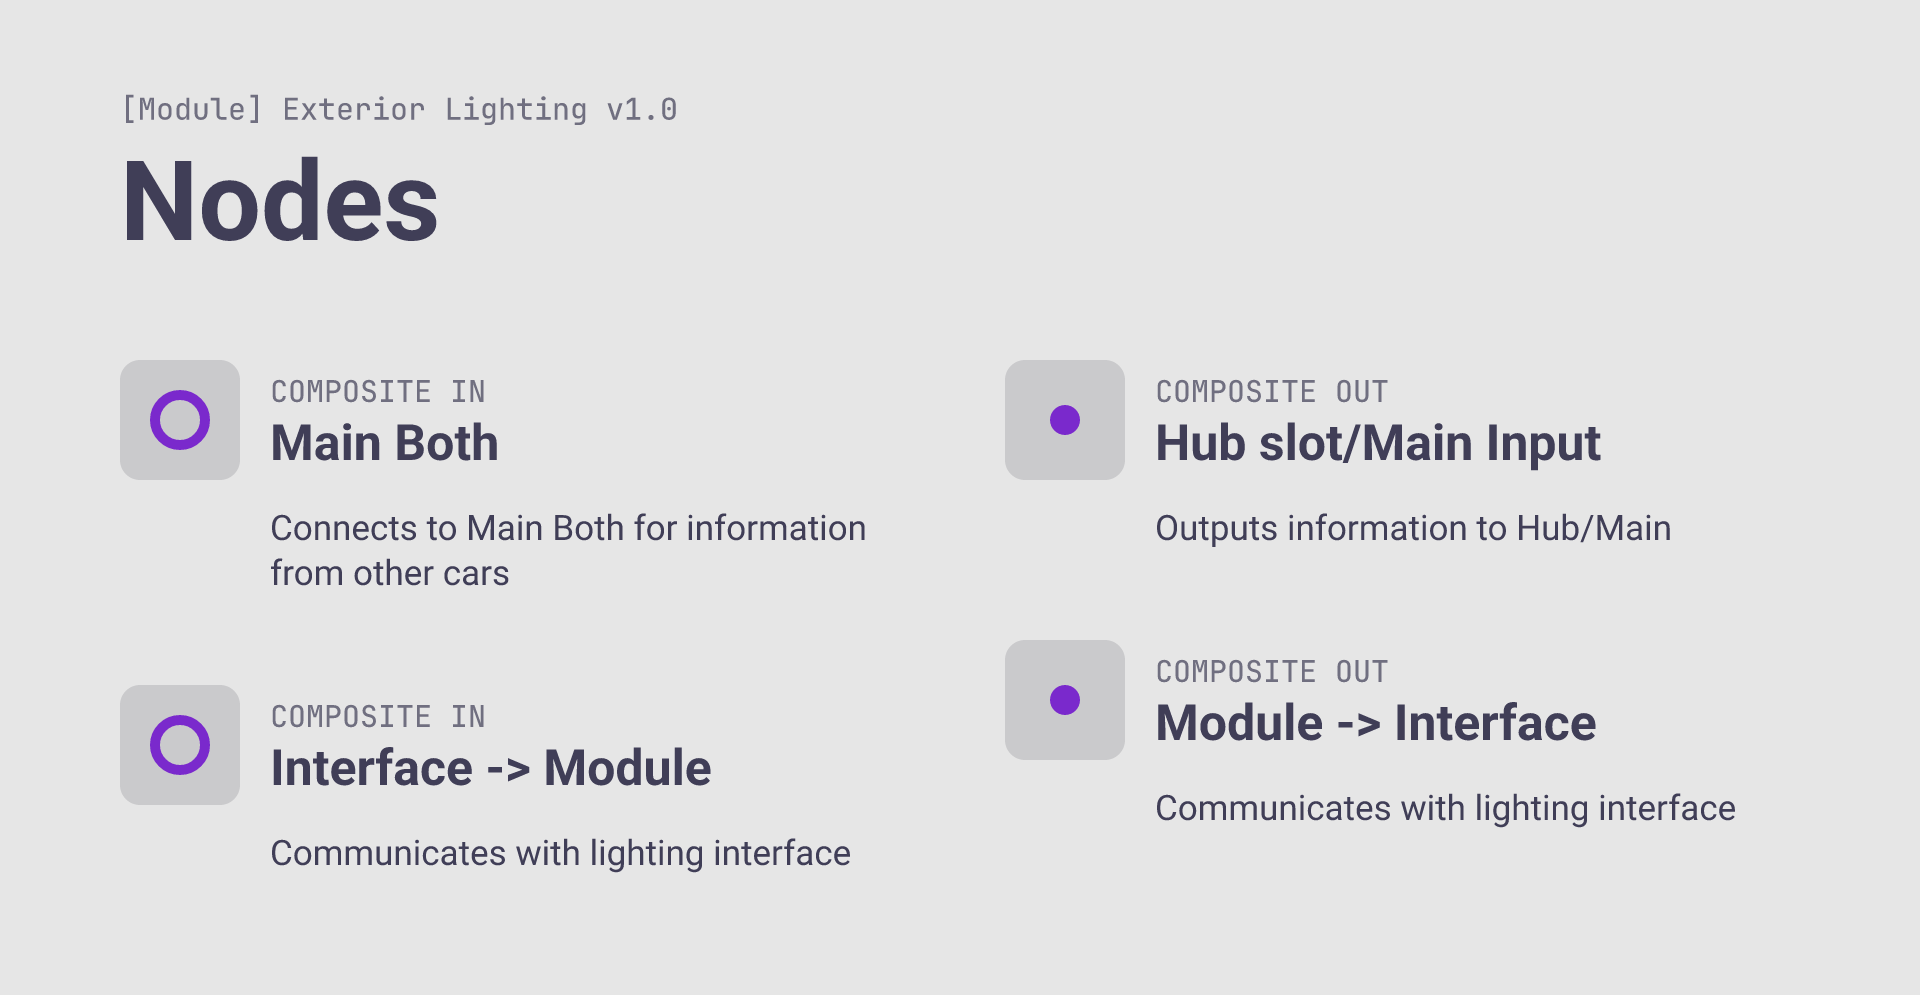 [Module] Exterior Lighting v1.0
Nodes
COMPOSITE IN
Main Both
Connects to Main Both for information
from other cars
COMPOSITE IN
Interface -> Module
Communicates with lighting interface
COMPOSITE OUT
Hub slot/Main Input
Outputs information to Hub/Main
COMPOSITE OUT
Module -> Interface
Communicates with lighting interface